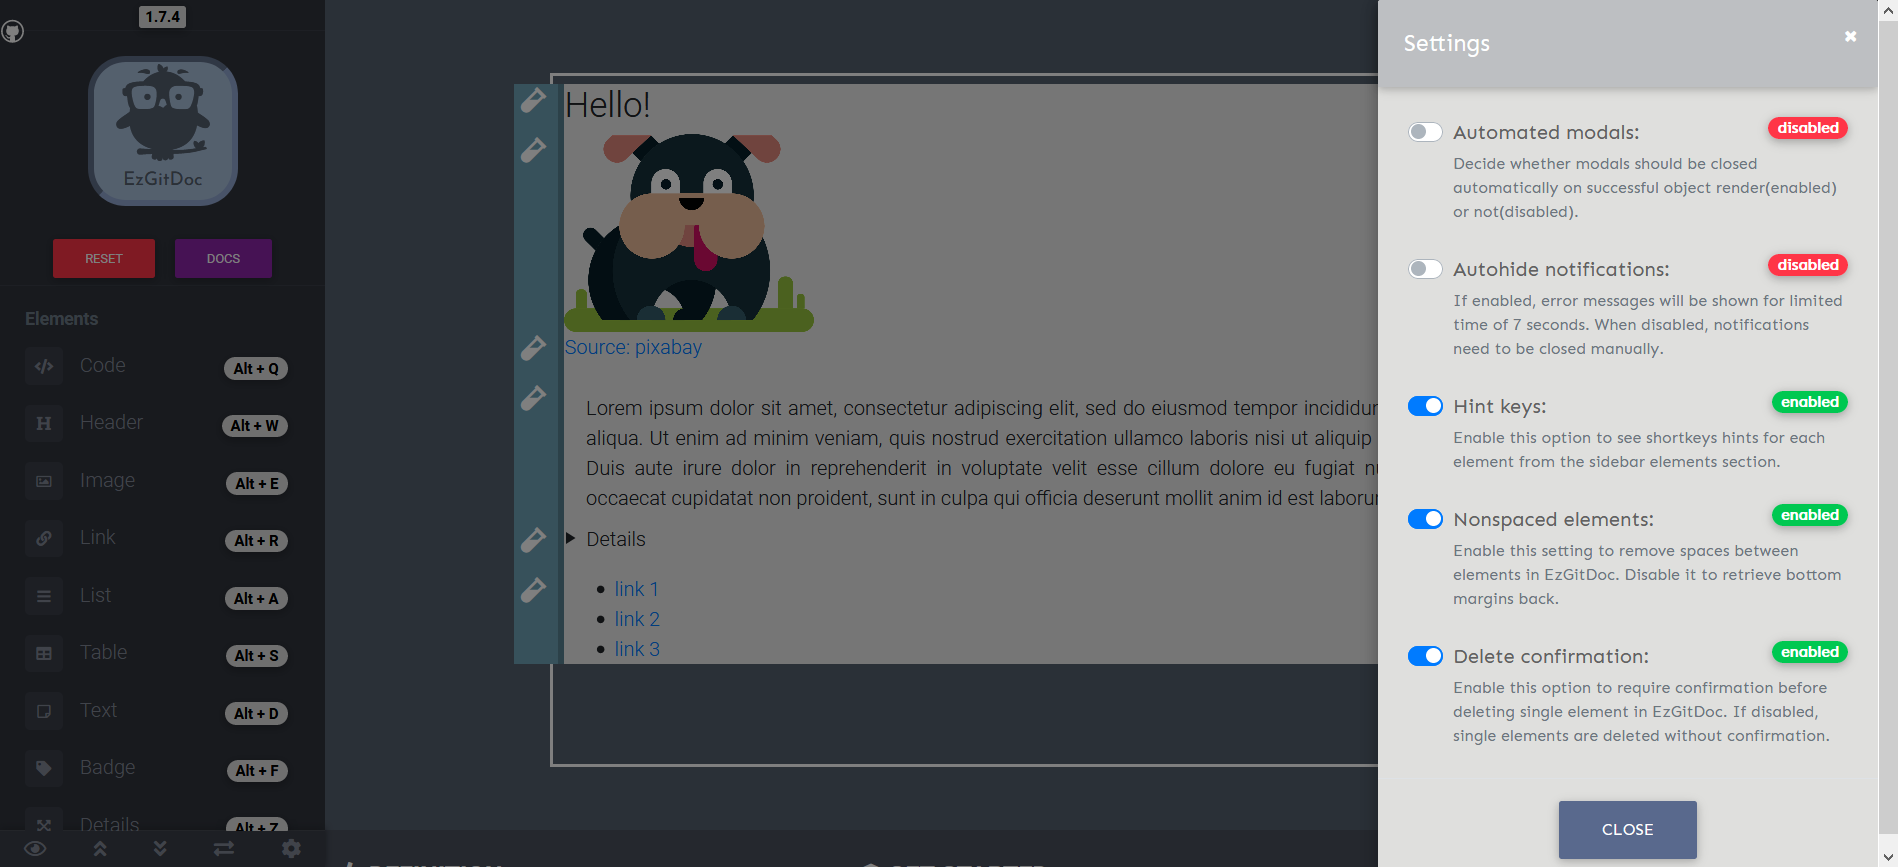 1.7.4
EzGitDoc
RESET
DOCS
Elements
Code
Alt + Q
Header
Alt + W
Image
Alt + E
Link
Alt + R
List
Alt + A
Table
Alt + S
Text
Alt + D
Badge
Alt + F
Details
Alt + Z
Hello!
Source: pixabay
Lorem ipsum dolor sit amet, consectetur adipiscing elit, sed do eiusmod tempor incididun
aliqua. Ut enim ad minim veniam, quis nostrud exercitation ullamco laboris nisi ut aliquip
Duis aute irure dolor in reprehenderit in voluptate velit esse cillum dolore eu fugiat nu
occaecat cupidatat non proident, sunt in culpa qui officia deserunt mollit anim id est laborun
Details
link 1
link 2
link 3
Settings
Automated modals:
disabled
Decide whether modals should be closed
automatically on successful object render(enabled)
or not(disabled).
Autohide notifications:
disabled
If enabled, error messages will be shown for limited
time of 7 seconds. When disabled, notifications
need to be closed manually.
Hint keys:
enabled
Enable this option to see shortkeys hints for each
element from the sidebar elements section.
Nonspaced elements:
enabled
Enable this setting to remove spaces between
elements in EzGitDoc. Disable it to retrieve bottom
margins back.
Delete confirmation:
enabled
Enable this option to require confirmation before
deleting single element in EzGitDoc. If disabled,
single elements are deleted without confirmation.
CLOSE
DEFINITION
GET STARTED